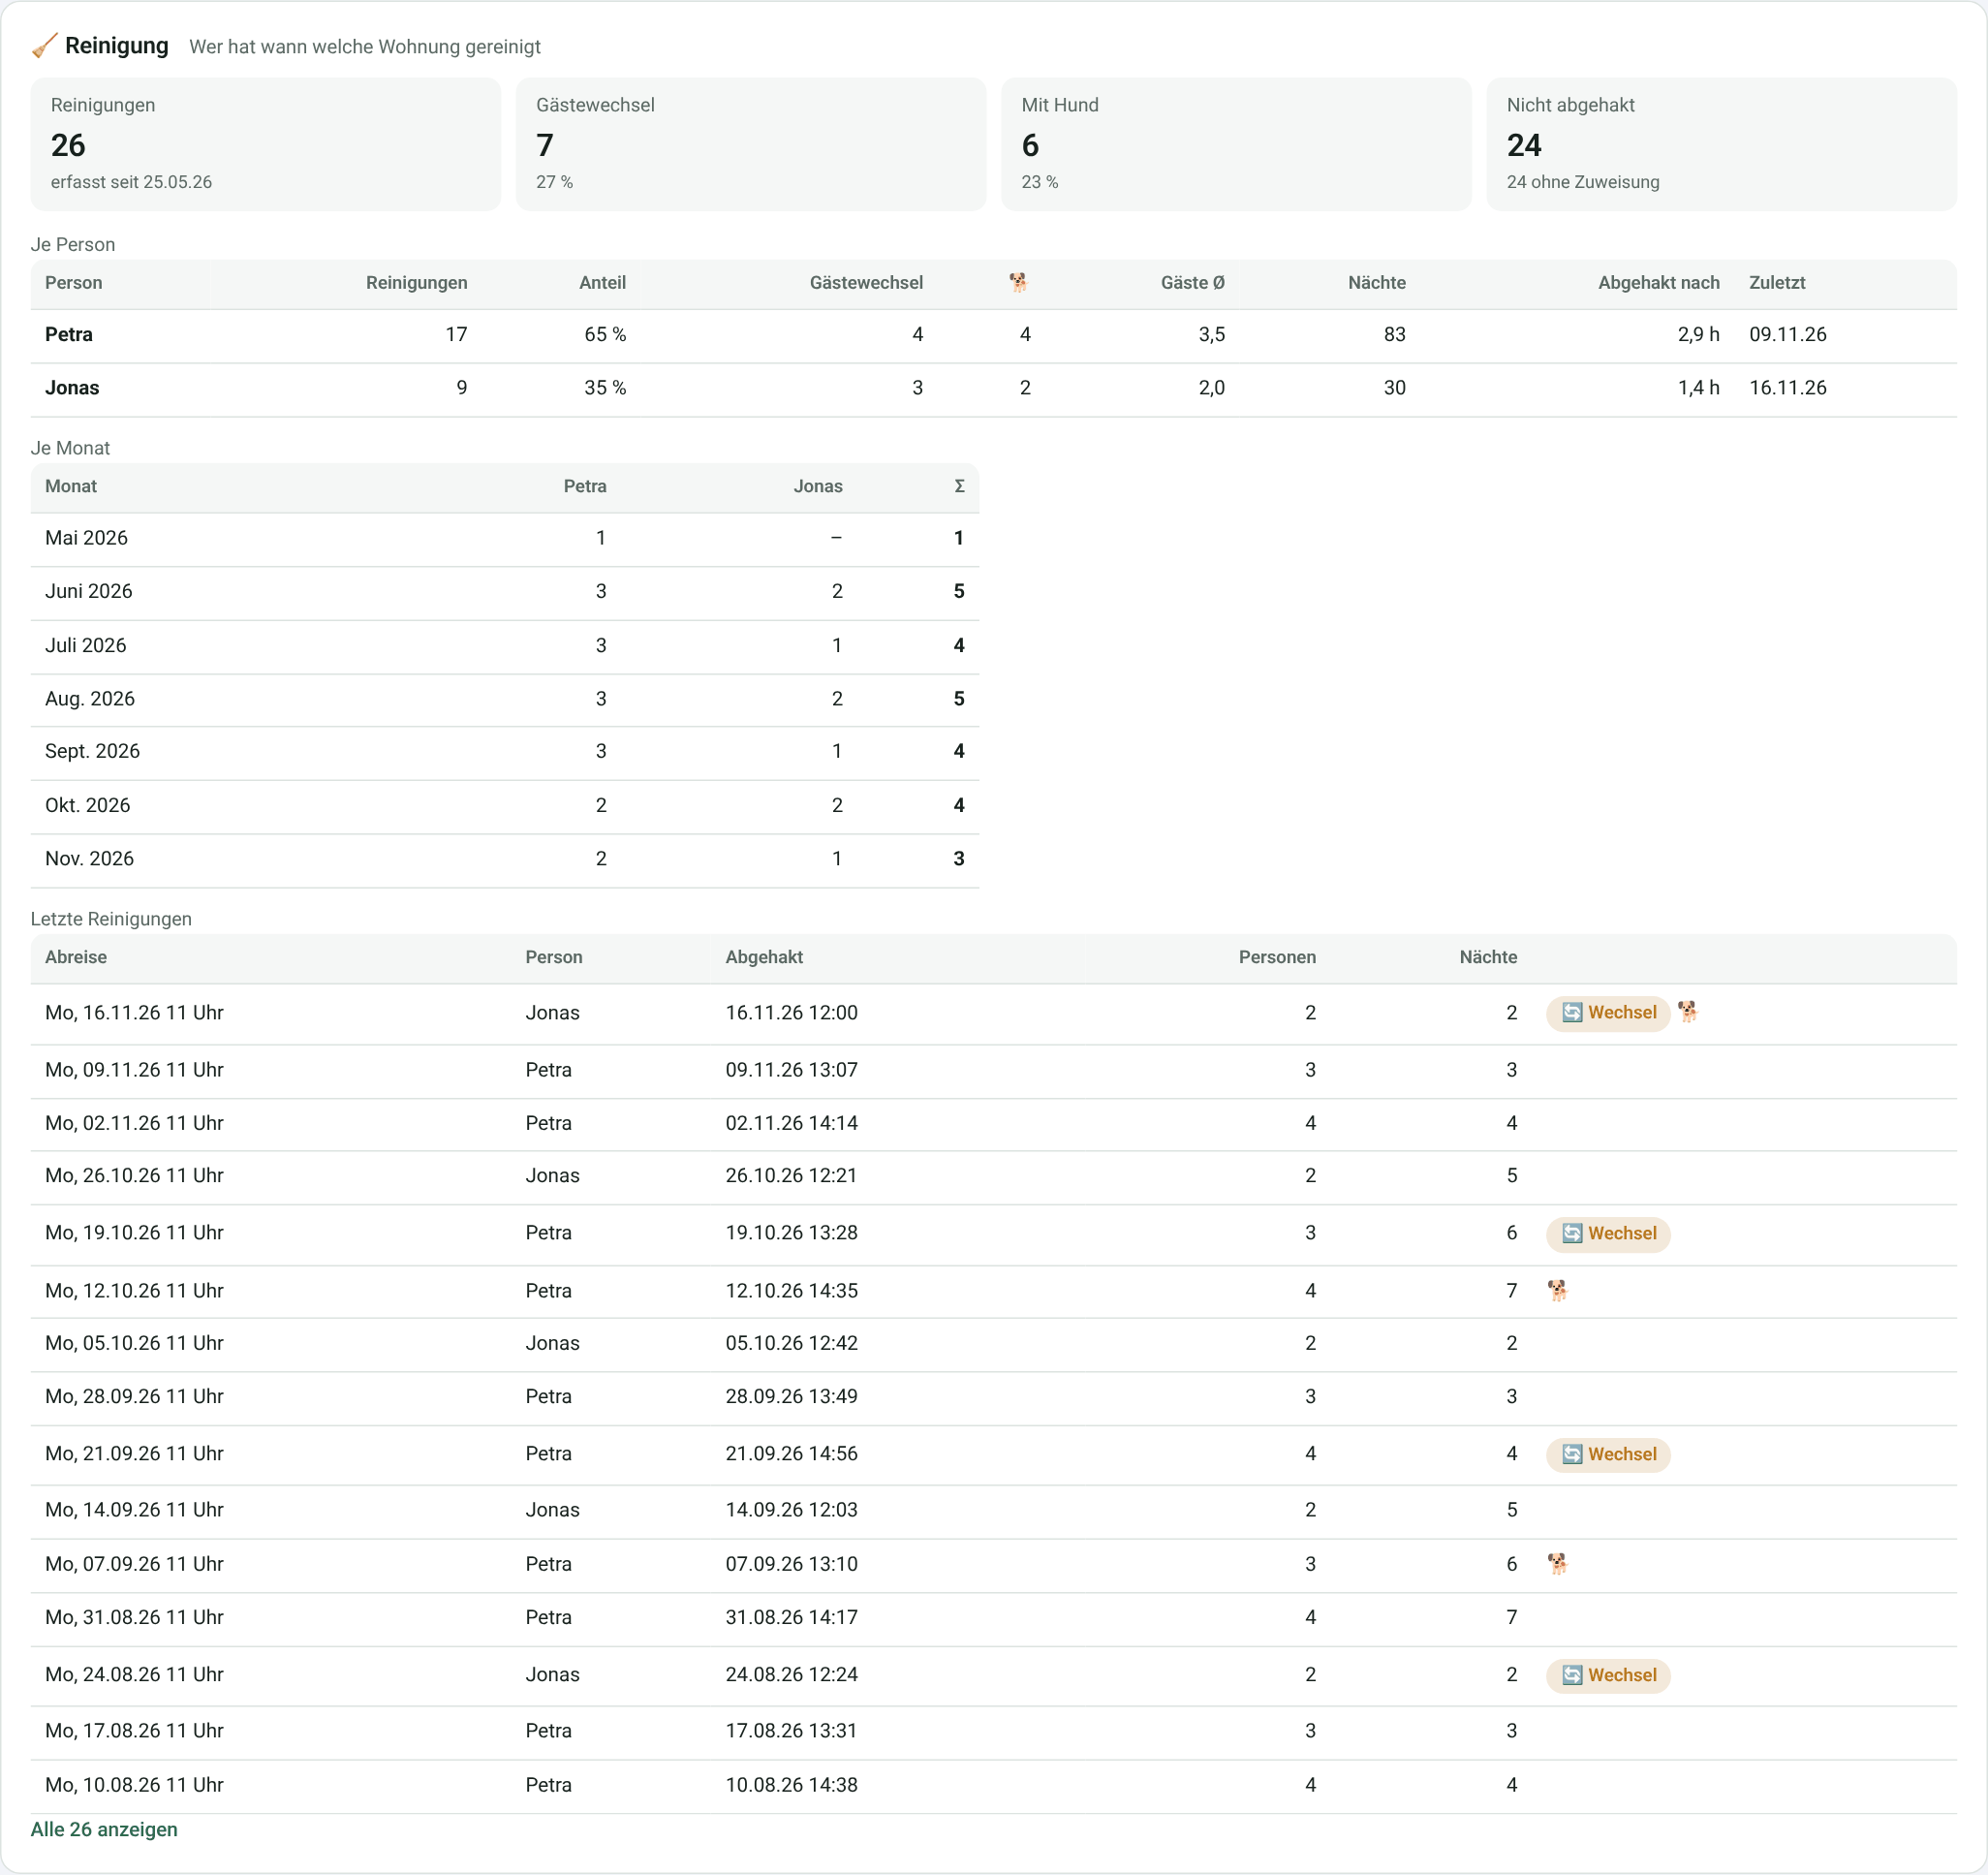 🧹 Reinigung Wer hat wann welche Wohnung gereinigt
Reinigungen Gästewechsel Mit Hund Nicht abgehakt
26 7 6 24
erfasst seit 25.05.26 27 % 23 % 24 ohne Zuweisung
Je Person
Person Reinigungen Anteil Gästewechsel 🐕 Gäste Ø Nächte Abgehakt nach Zuletzt
Petra 17 65 % 4 4 3,5 83 2,9 h 09.11.26
Jonas 9 35 % 3 2 2,0 30 1,4 h 16.11.26
Je Monat
Monat Petra Jonas Σ
Mai 2026 1 – 1
Juni 2026 3 2 5
Juli 2026 3 1 4
Aug. 2026 3 2 5
Sept. 2026 3 1 4
Okt. 2026 2 2 4
Nov. 2026 2 1 3
Letzte Reinigungen
Abreise Person Abgehakt Personen Nächte
Mo, 16.11.26 11 Uhr Jonas 16.11.26 12:00 2 2 🔄 Wechsel 🐕
Mo, 09.11.26 11 Uhr Petra 09.11.26 13:07 3 3
Mo, 02.11.26 11 Uhr Petra 02.11.26 14:14 4 4
Mo, 26.10.26 11 Uhr Jonas 26.10.26 12:21 2 5
Mo, 19.10.26 11 Uhr Petra 19.10.26 13:28 3 6 🔄 Wechsel
Mo, 12.10.26 11 Uhr Petra 12.10.26 14:35 4 7 🐕
Mo, 05.10.26 11 Uhr Jonas 05.10.26 12:42 2 2
Mo, 28.09.26 11 Uhr Petra 28.09.26 13:49 3 3
Mo, 21.09.26 11 Uhr Petra 21.09.26 14:56 4 4 🔄 Wechsel
Mo, 14.09.26 11 Uhr Jonas 14.09.26 12:03 2 5
Mo, 07.09.26 11 Uhr Petra 07.09.26 13:10 3 6 🐕
Mo, 31.08.26 11 Uhr Petra 31.08.26 14:17 4 7
Mo, 24.08.26 11 Uhr Jonas 24.08.26 12:24 2 2 🔄 Wechsel
Mo, 17.08.26 11 Uhr Petra 17.08.26 13:31 3 3
Mo, 10.08.26 11 Uhr Petra 10.08.26 14:38 4 4
Alle 26 anzeigen